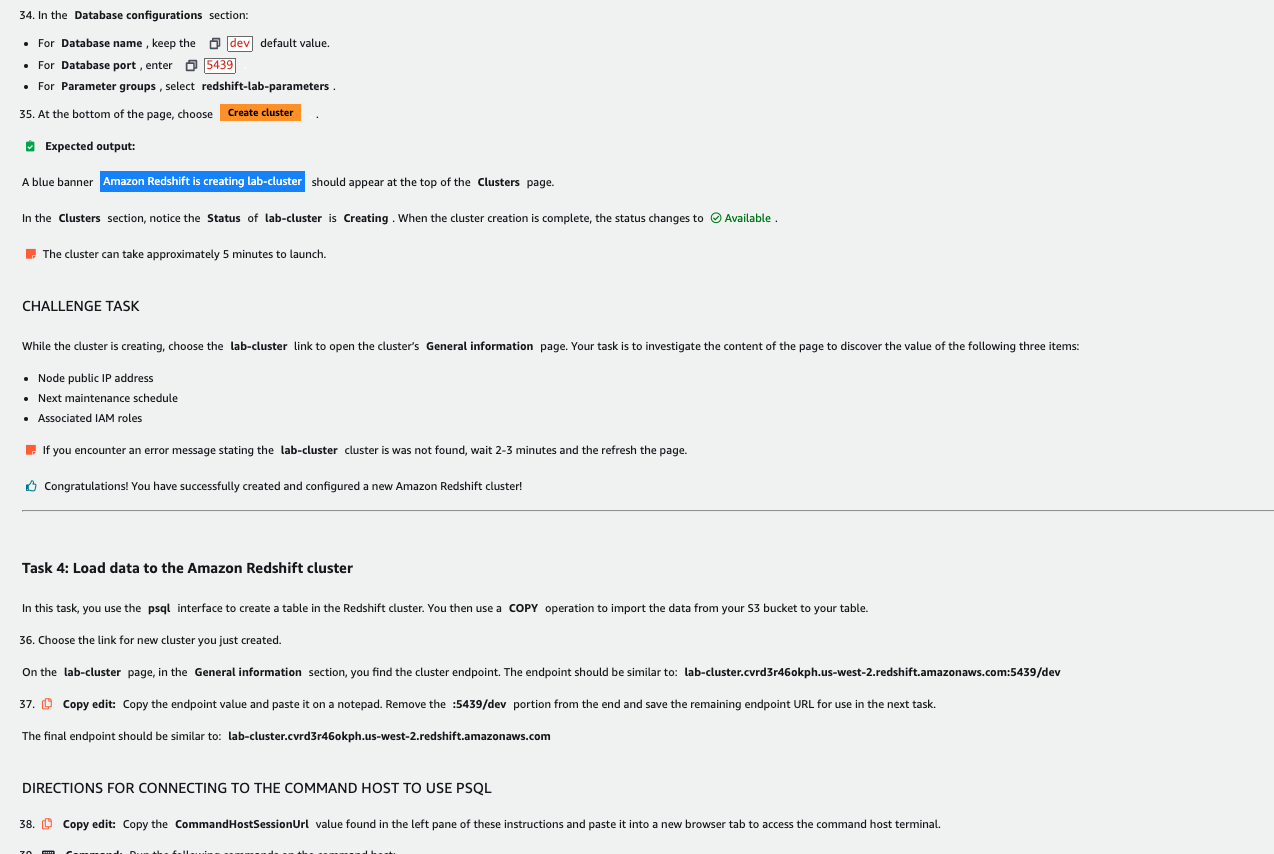 34. In the Database configurations section:
For Database name , keep the dev default value.
For Database port , enter 5439
For Parameter groups , select redshift-lab-parameters .
35. At the bottom of the page, choose Create cluster .
Expected output:
A blue banner Amazon Redshift is creating lab-cluster should appear at the top of the Clusters page.
In the Clusters section, notice the Status of lab-cluster is Creating . When the cluster creation is complete, the status changes to Available .
The cluster can take approximately 5 minutes to launch.
CHALLENGE TASK
While the cluster is creating, choose the lab-cluster link to open the cluster's General information page. Your task is to investigate the content of the page to discover the value of the following three items:
Node public IP address
Next maintenance schedule
Associated IAM roles
If you encounter an error message stating the lab-cluster cluster is was not found, wait 2-3 minutes and the refresh the page.
Congratulations! You have successfully created and configured a new Amazon Redshift cluster!
Task 4: Load data to the Amazon Redshift cluster
In this task, you use the psql interface to create a table in the Redshift cluster. You then use a COPY operation to import the data from your S3 bucket to your table.
36. Choose the link for new cluster you just created.
On the lab-cluster page, in the General information section, you find the cluster endpoint. The endpoint should be similar to: lab-cluster.cvrd3r46okph.us-west-2.redshift.amazonaws.com:5439/dev
37. Copy edit: Copy the endpoint value and paste it on a notepad. Remove the :5439/dev portion from the end and save the remaining endpoint URL for use in the next task.
The final endpoint should be similar to: lab-cluster.cvrd3r46okph.us-west-2.redshift.amazonaws.com
DIRECTIONS FOR CONNECTING TO THE COMMAND HOST TO USE PSQL
38. Copy edit: Copy the CommandHostSessionUrl value found in the left pane of these instructions and paste it into a new browser tab to access the command host terminal.
39. Command: Run the following commands on the command host: